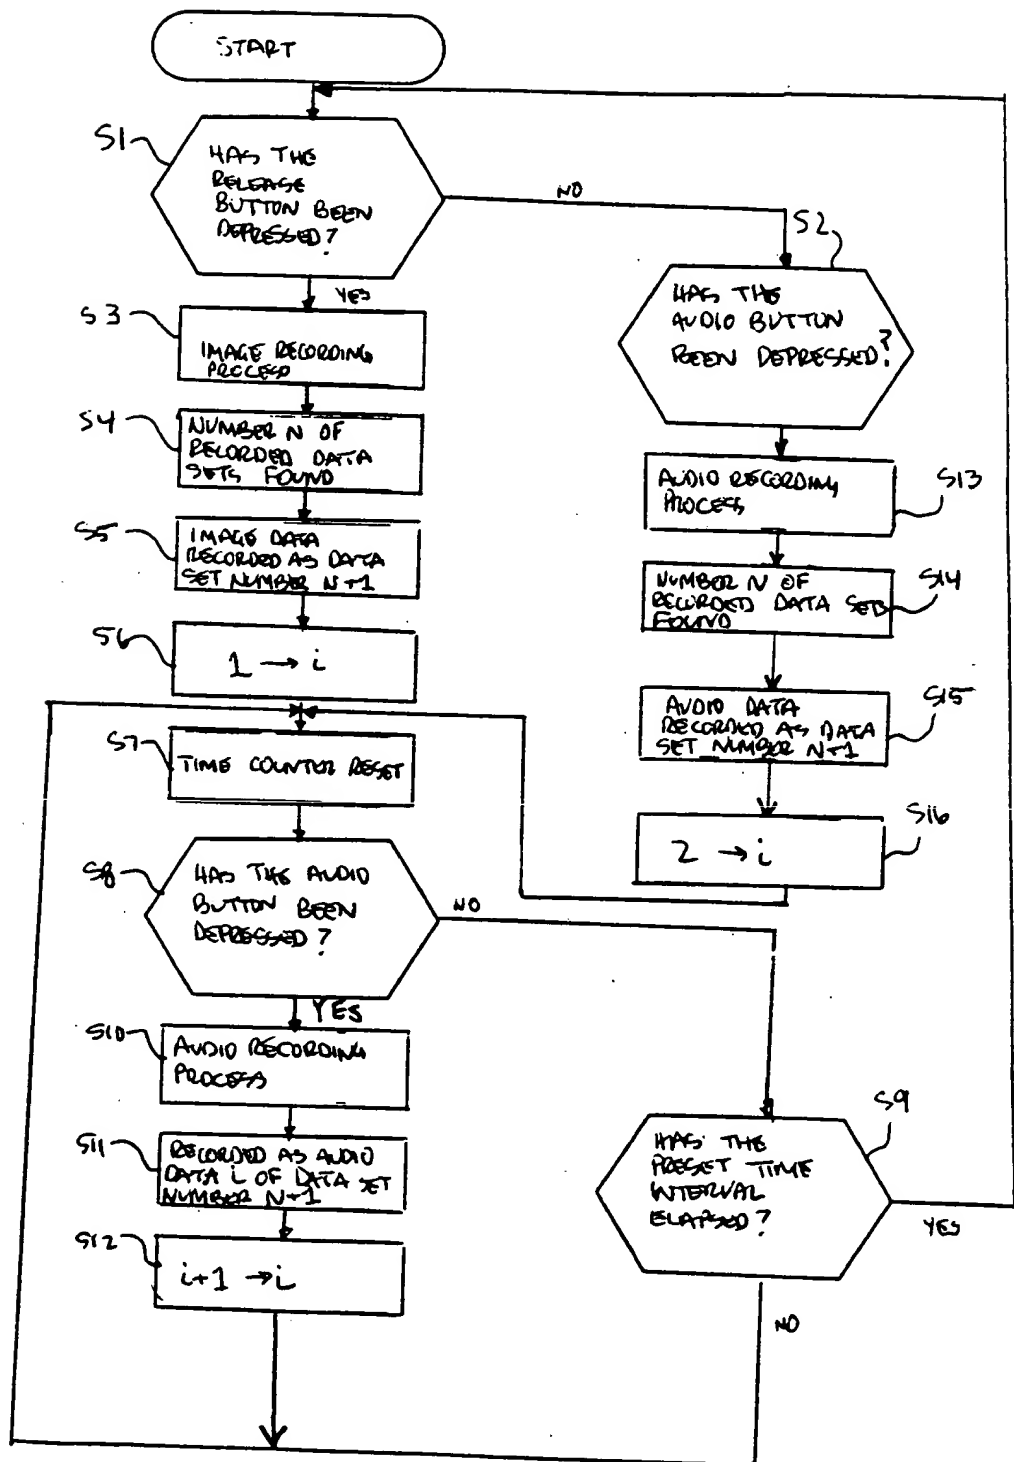 START
S1
HAS THE
RELEASE
BUTTON BEEN
DEPRESSED?
NO
YES
S2
HAS THE
AUDIO BUTTON
BEEN DEPRESSED?
S3
IMAGE RECORDING
PROCESS
S4
NUMBER N OF
RECORDED DATA
SETS FOUND
S13
AUDIO RECORDING
PROCESS
S5
IMAGE DATA
RECORDED AS DATA
SET NUMBER N+1
S14
NUMBER N OF
RECORDED DATA SETS
FOUND
S6
1 → i
S15
AUDIO DATA
RECORDED AS DATA
SET NUMBER N+1
S7
TIME COUNTER RESET
S16
2 → i
S8
HAS THE AUDIO
BUTTON BEEN
DEPRESSED?
NO
YES
S10
AUDIO RECORDING
PROCESS
S9
HAS THE
PRESET TIME
INTERVAL
ELAPSED?
YES
NO
S11
RECORDED AS AUDIO
DATA i OF DATA SET
NUMBER N+1
S12
i+1 → i